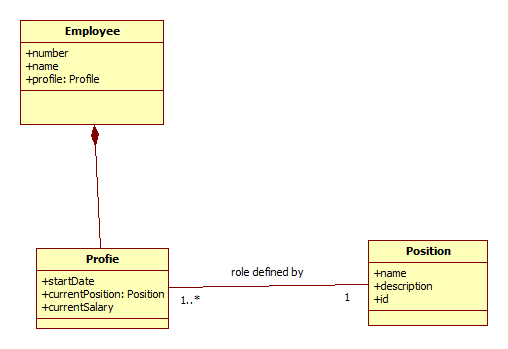 Employee
+number
+name
+profile: Profile
Profie
+startDate
+currentPosition: Position
+currentSalary
role defined by
1..*
1
Position
+name
+description
+id